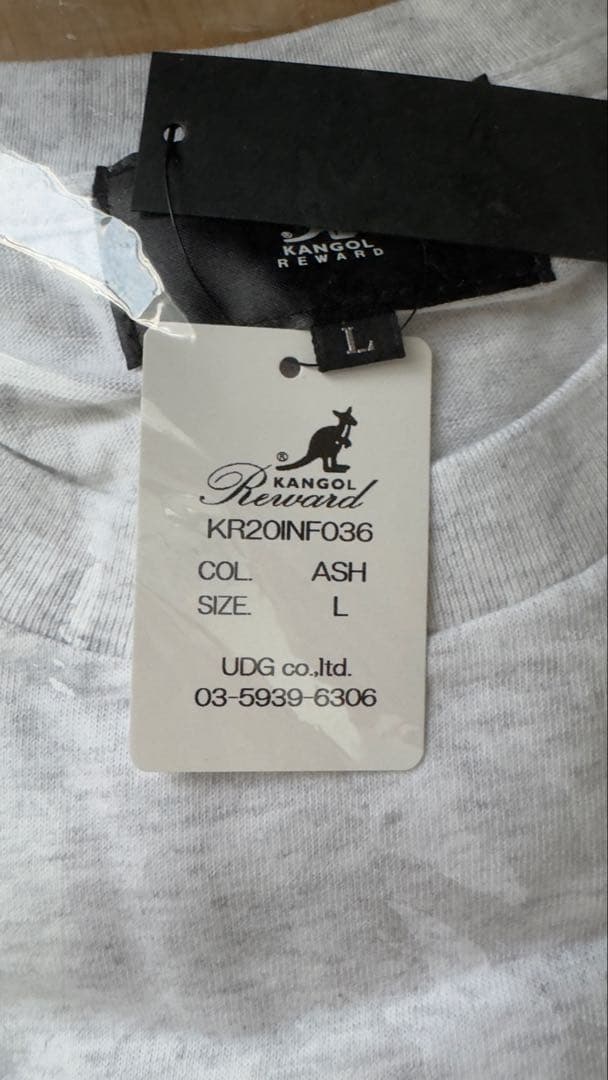 ®
KANGOL
REWARD
L
®
KANGOL
Reward
KR20INF036
COL. ASH
SIZE. L
UDG co.,ltd.
03-5939-6306